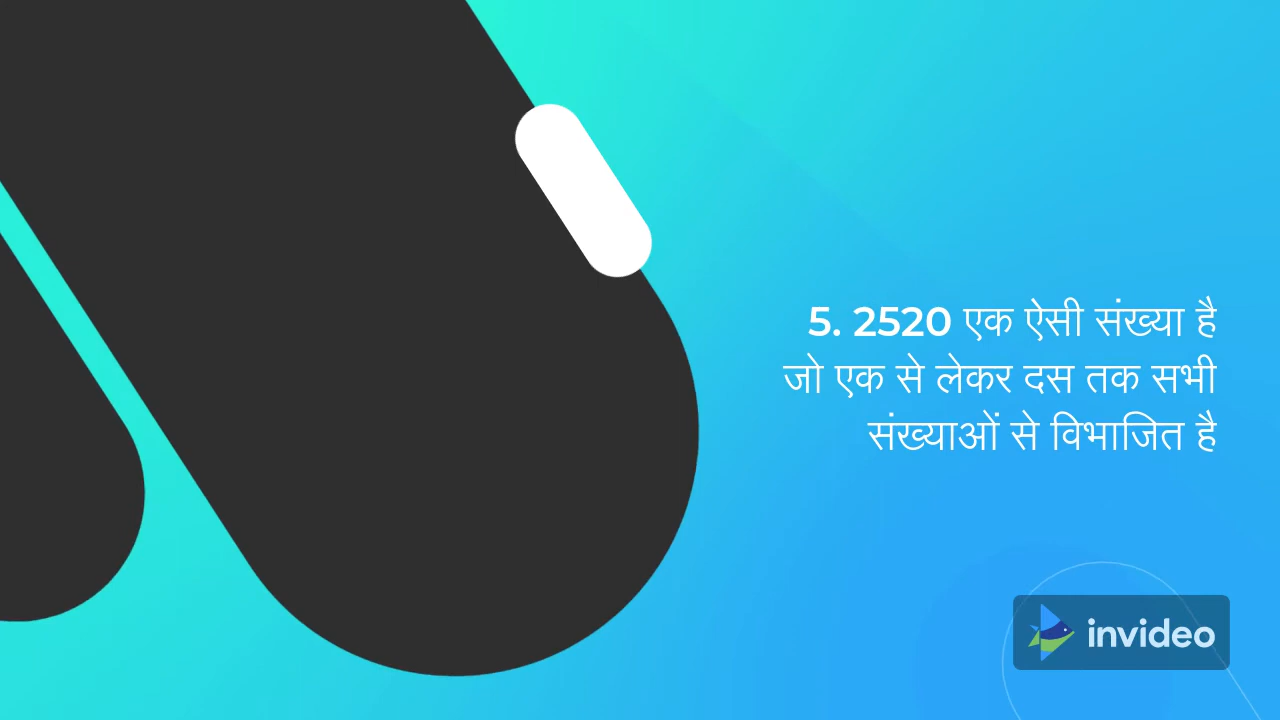 5. 2520 एक ऐसी संख्या है
जो एक से लेकर दस तक सभी
संख्याओं से विभाजित है
invideo